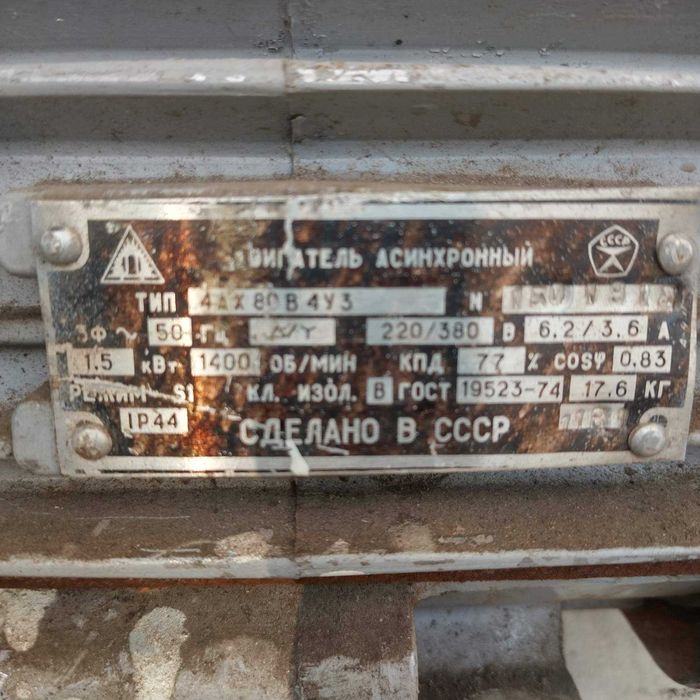 ДВИГАТЕЛЬ АСИНХРОННЫЙ
СССР
ТИП 4АХ80В4У3 N
3Ф ~ 50 ГЦ Δ/Y 220/380 В 6.2/3.6 А
1.5 кВт 1400 ОБ/МИН КПД 77 % COSφ 0.83
РЕЖИМ S1 КЛ. ИЗОЛ. В ГОСТ 19523-74 17.6 КГ
IP44 СДЕЛАНО В СССР